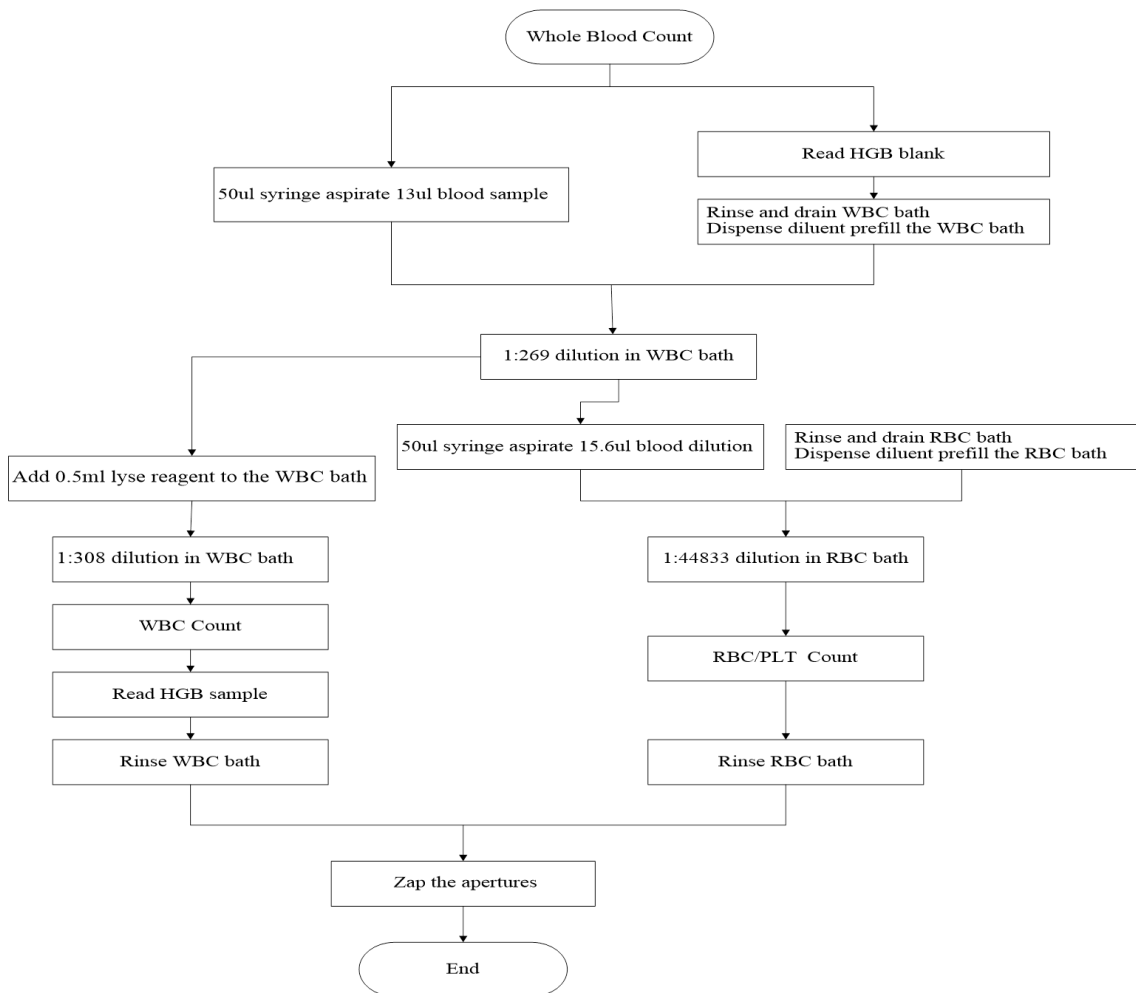 Whole Blood Count
Read HGB blank
50ul syringe aspirate 13ul blood sample
Rinse and drain WBC bath
Dispense diluent prefill the WBC bath
1:269 dilution in WBC bath
50ul syringe aspirate 15.6ul blood dilution
Rinse and drain RBC bath
Dispense diluent prefill the RBC bath
Add 0.5ml lyse reagent to the WBC bath
1:308 dilution in WBC bath
1:44833 dilution in RBC bath
WBC Count
RBC/PLT Count
Read HGB sample
Rinse WBC bath
Rinse RBC bath
Zap the apertures
End